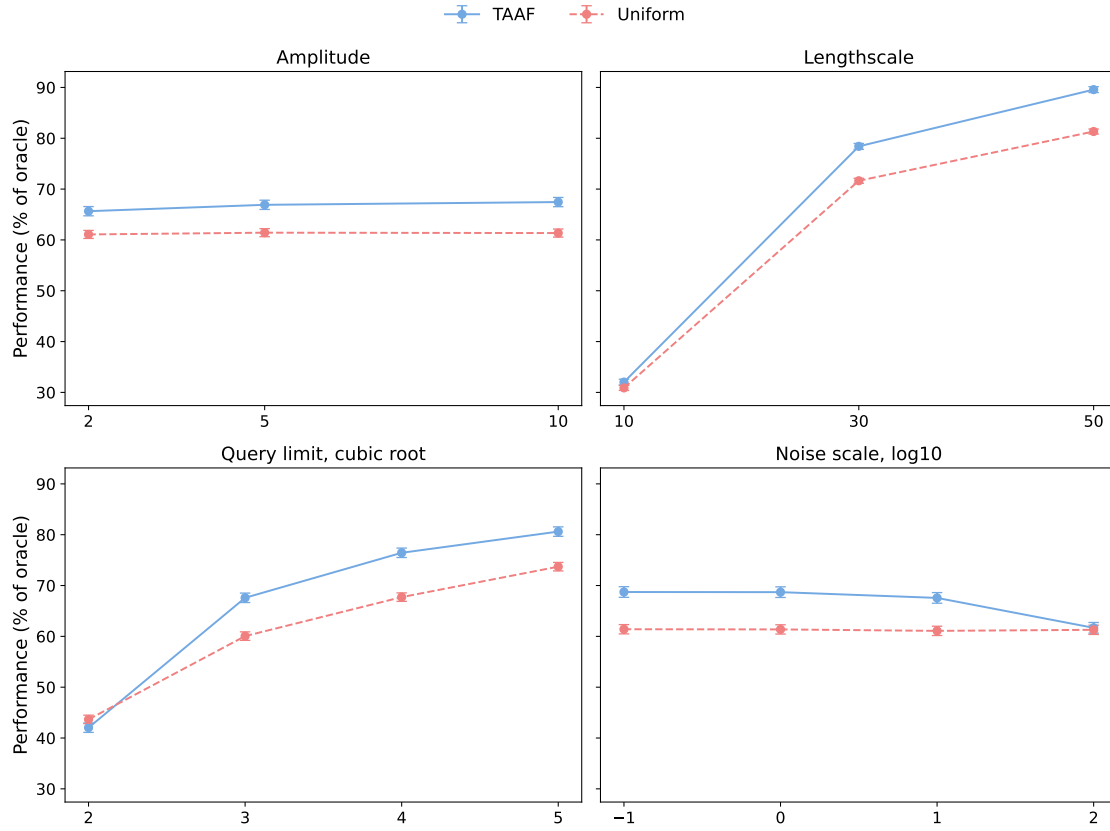 TAAF Uniform
Amplitude
Lengthscale
Performance (% of oracle)
90
80
70
60
50
40
30
2 5 10
10 30 50
Query limit, cubic root
Noise scale, log10
Performance (% of oracle)
90
80
70
60
50
40
30
2 3 4 5
−1 0 1 2